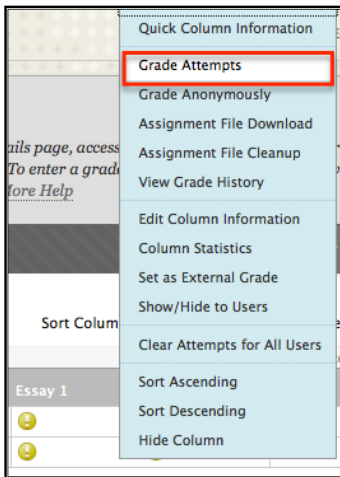 Quick Column Information
Grade Attempts
Grade Anonymously
ails page, access
Assignment File Download
To enter a grad
Assignment File Cleanup
More Help
View Grade History
Edit Column Information
Column Statistics
Set as External Grade
Show/Hide to Users
Sort Colum
Clear Attempts for All Users
Essay 1
Sort Ascending
Sort Descending
Hide Column